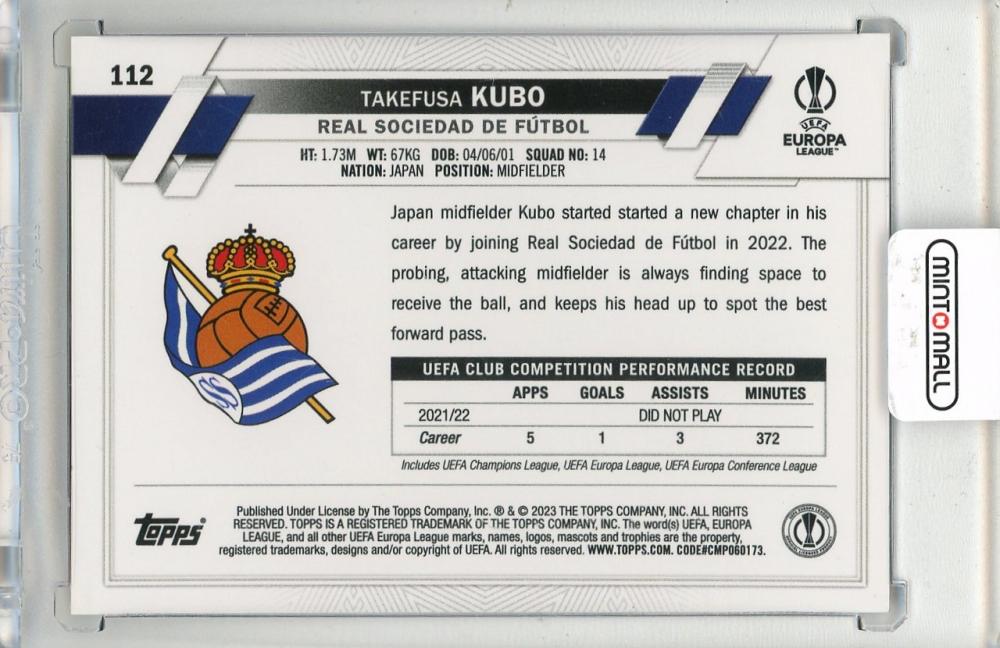 112
TAKEFUSA KUBO
REAL SOCIEDAD DE FÚTBOL
HT: 1.73M WT: 67KG DOB: 04/06/01 SQUAD NO: 14
NATION: JAPAN POSITION: MIDFIELDER
UEFA
EUROPA
LEAGUE™
Japan midfielder Kubo started started a new chapter in his
career by joining Real Sociedad de Fútbol in 2022. The
probing, attacking midfielder is always finding space to
receive the ball, and keeps his head up to spot the best
forward pass.
UEFA CLUB COMPETITION PERFORMANCE RECORD
APPS GOALS ASSISTS MINUTES
2021/22 DID NOT PLAY
Career 5 1 3 372
Includes UEFA Champions League, UEFA Europa League, UEFA Europa Conference League
MINT MALL
Topps®
Published Under License by The Topps Company, Inc. ® & © 2023 THE TOPPS COMPANY, INC. ALL RIGHTS
RESERVED. TOPPS IS A REGISTERED TRADEMARK OF THE TOPPS COMPANY, INC. The word(s) UEFA, EUROPA
LEAGUE, and all other UEFA Europa League marks, names, logos, mascots and trophies are the property,
registered trademarks, designs and/or copyright of UEFA. All rights reserved. WWW.TOPPS.COM. CODE#CMP060173.